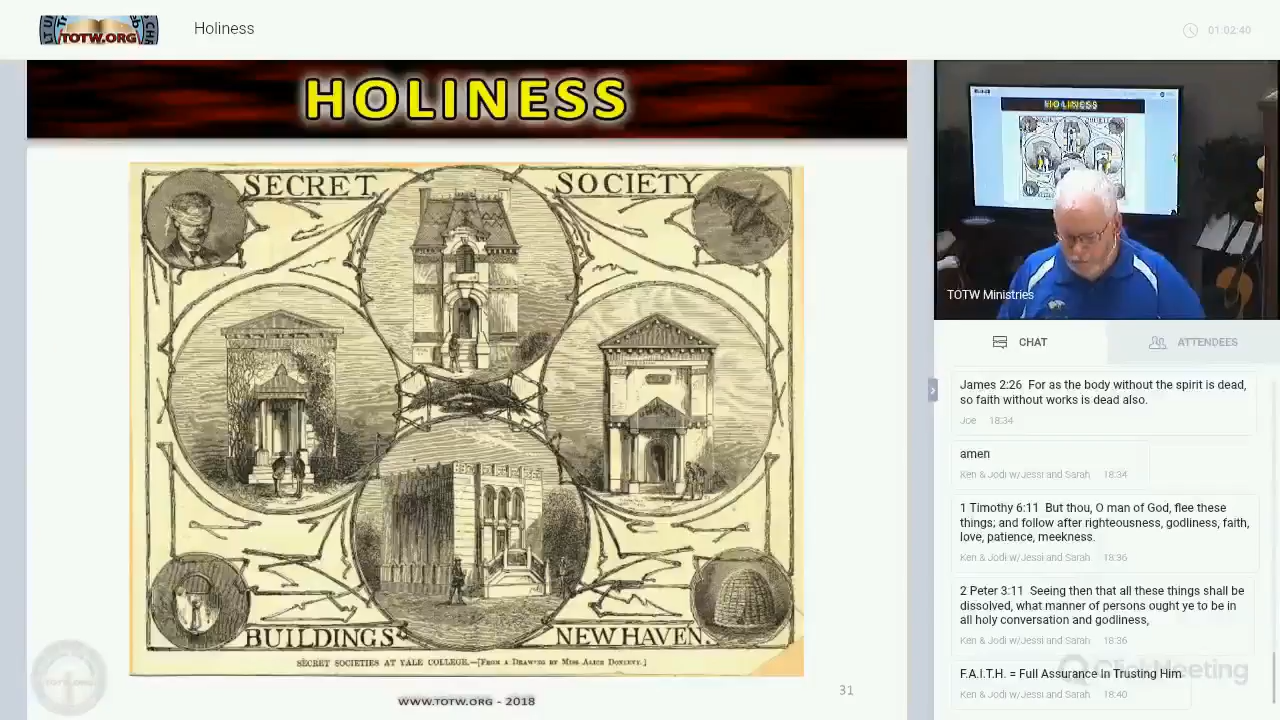 TOTW.ORG
Holiness
01:02:40
HOLINESS
SECRET SOCIETY
BUILDINGS NEW HAVEN.
SECRET SOCIETIES AT YALE COLLEGE.—[FROM A DRAWING BY MISS ALICE DONLEVY.]
WWW.TOTW.ORG - 2018
31
TOTW.ORG
HOLINESS
TOTW Ministries
CHAT
ATTENDEES
James 2:26 For as the body without the spirit is dead,
so faith without works is dead also.
Joe 18:34
amen
Ken & Jodi w/Jessi and Sarah 18:34
1 Timothy 6:11 But thou, O man of God, flee these
things; and follow after righteousness, godliness, faith,
love, patience, meekness.
Ken & Jodi w/Jessi and Sarah 18:36
2 Peter 3:11 Seeing then that all these things shall be
dissolved, what manner of persons ought ye to be in
all holy conversation and godliness,
Ken & Jodi w/Jessi and Sarah 18:36
F.A.I.T.H. = Full Assurance In Trusting Him
Ken & Jodi w/Jessi and Sarah 18:40
ClickMeeting